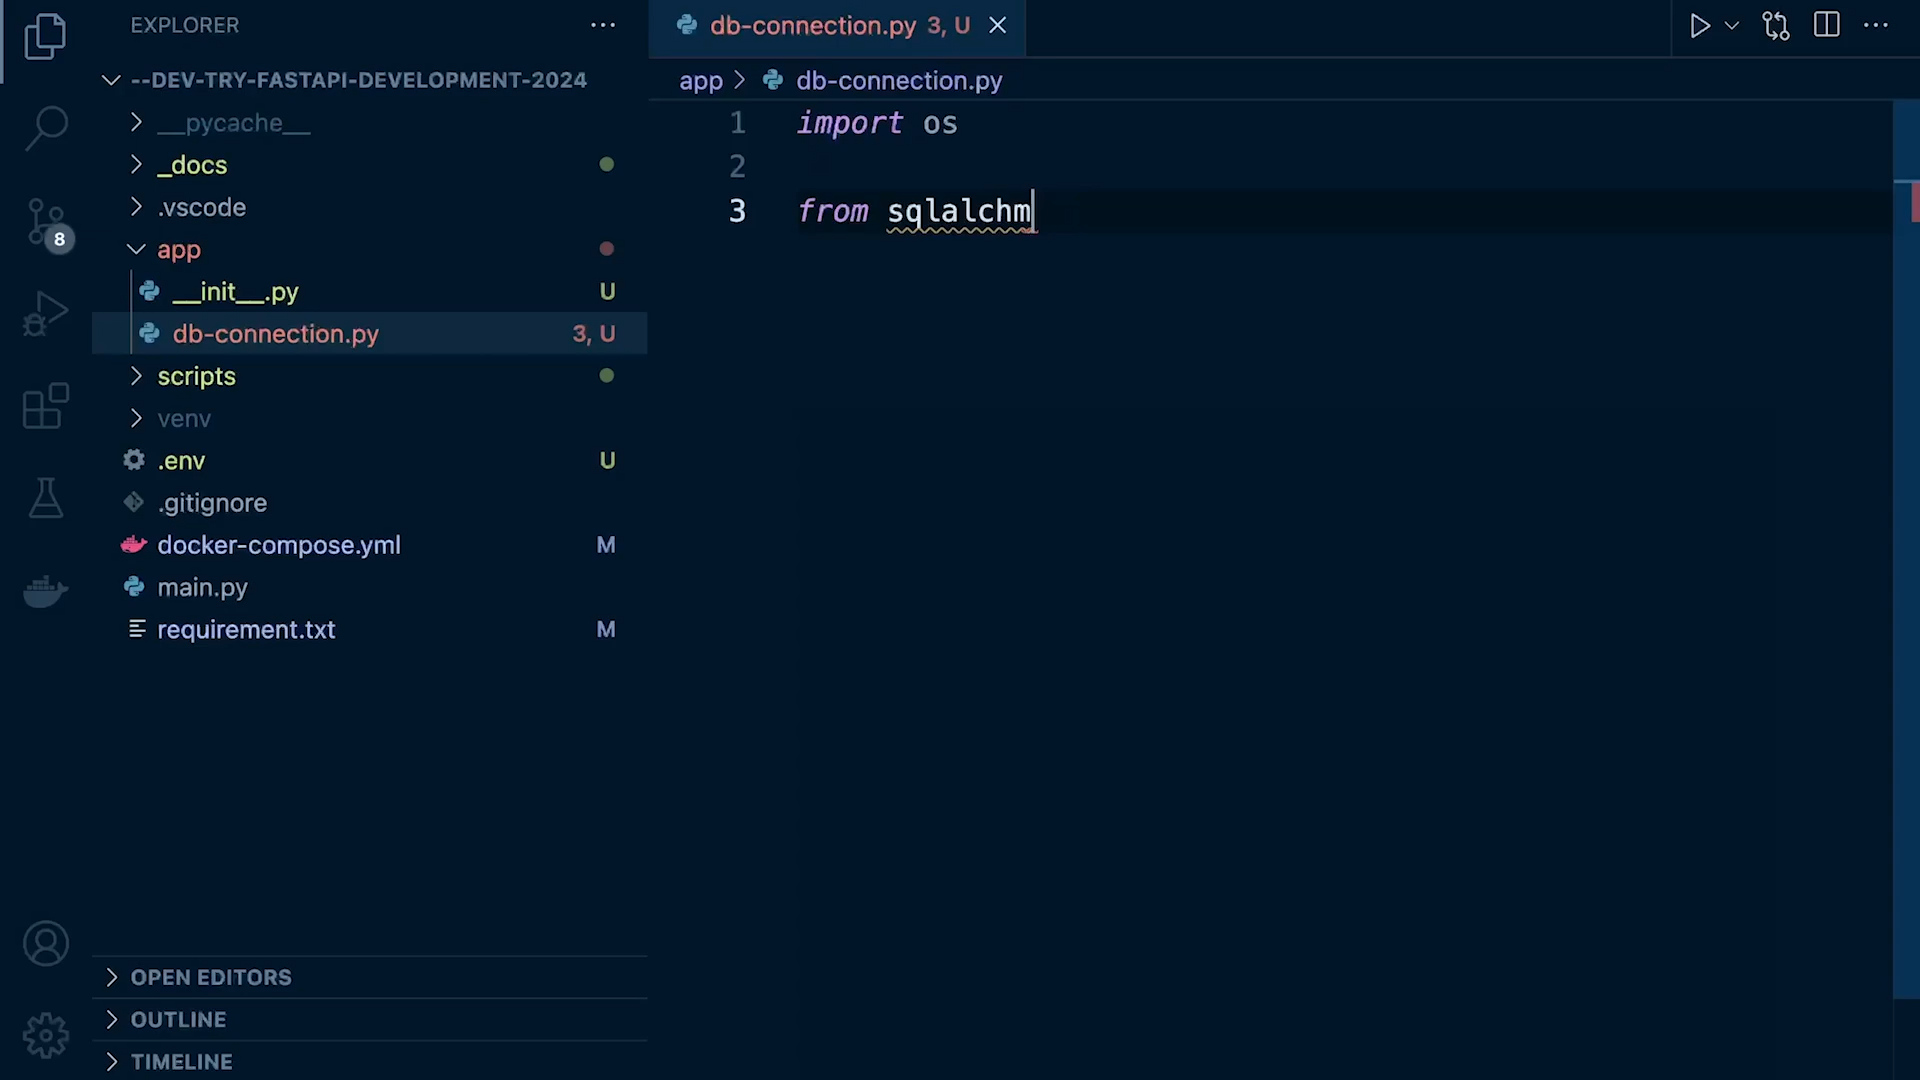 EXPLORER
--DEV-TRY-FASTAPI-DEVELOPMENT-2024
__pycache__
_docs
.vscode
8
app
__init__.py U
db-connection.py 3, U
scripts
venv
.env U
.gitignore
docker-compose.yml M
main.py
requirement.txt M
OPEN EDITORS
OUTLINE
TIMELINE
db-connection.py 3, U
app > db-connection.py
1 import os
2
3 from sqlalchm